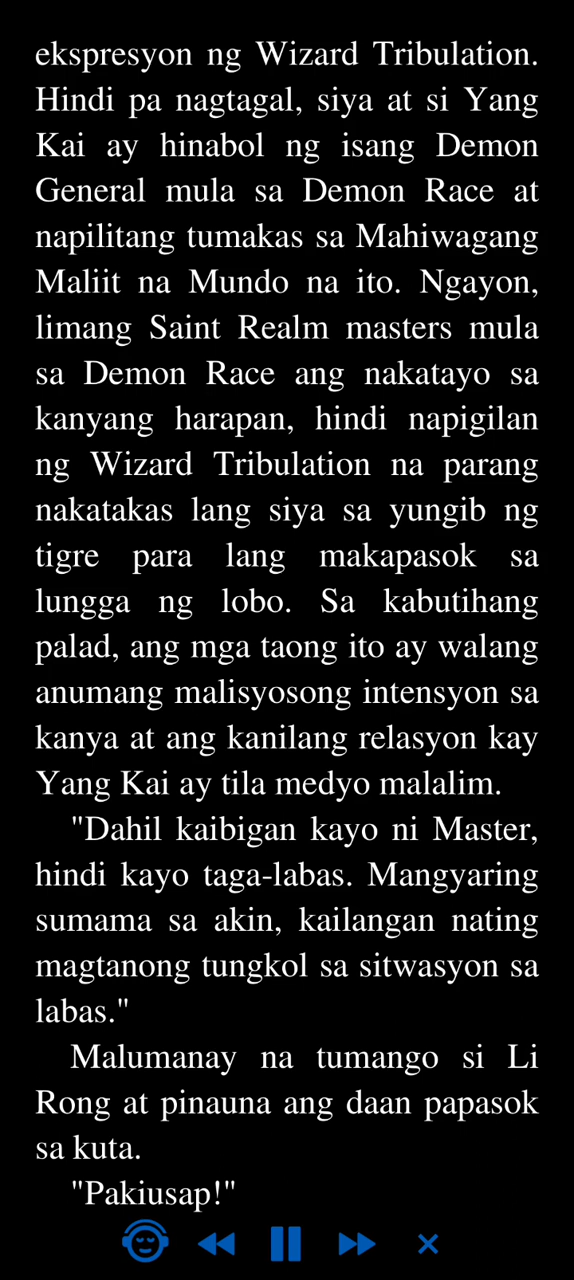 ekspresyon ng Wizard Tribulation.
Hindi pa nagtagal, siya at si Yang
Kai ay hinabol ng isang Demon
General mula sa Demon Race at
napilitang tumakas sa Mahiwagang
Maliit na Mundo na ito. Ngayon,
limang Saint Realm masters mula
sa Demon Race ang nakatayo sa
kanyang harapan, hindi napigilan
ng Wizard Tribulation na parang
nakatakas lang siya sa yungib ng
tigre para lang makapasok sa
lungga ng lobo. Sa kabutihang
palad, ang mga taong ito ay walang
anumang malisyosong intensyon sa
kanya at ang kanilang relasyon kay
Yang Kai ay tila medyo malalim.
"Dahil kaibigan kayo ni Master,
hindi kayo taga-labas. Mangyaring
sumama sa akin, kailangan nating
magtanong tungkol sa sitwasyon sa
labas."
Malumanay na tumango si Li
Rong at pinauna ang daan papasok
sa kuta.
"Pakiusap!"